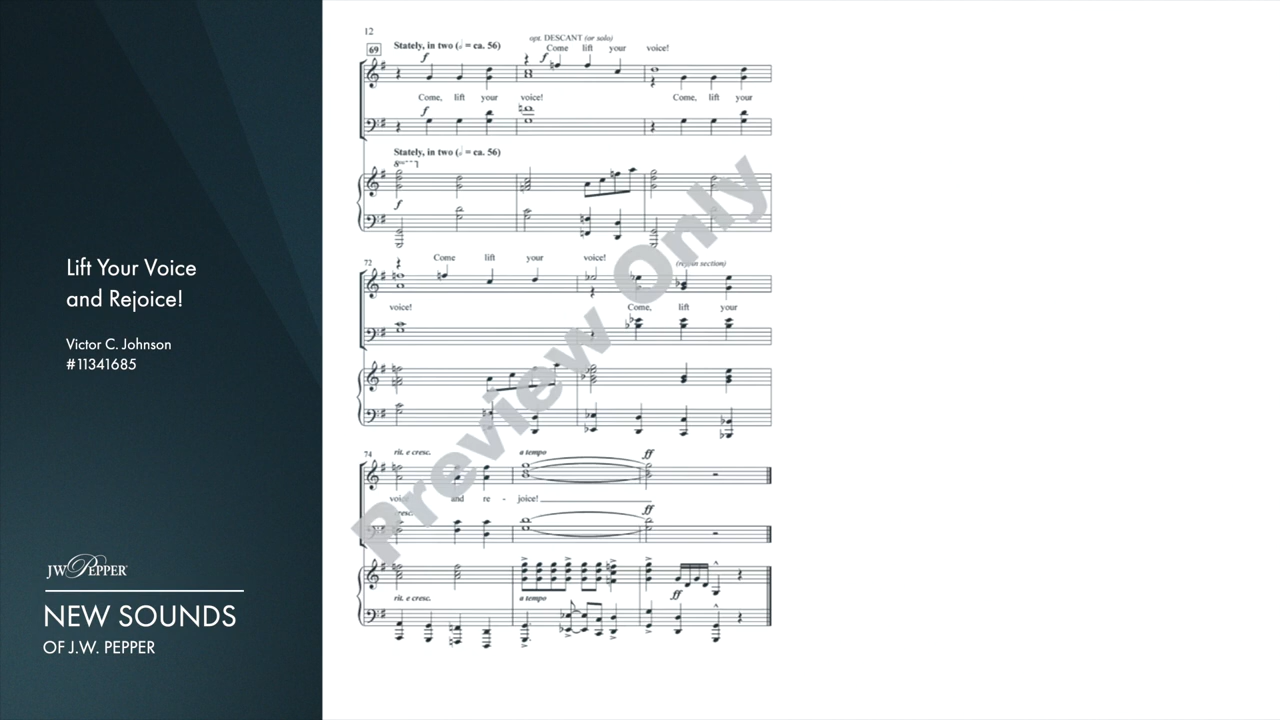 Lift Your Voice
and Rejoice!
Victor C. Johnson
#11341685
JW PEPPER
NEW SOUNDS
OF J.W. PEPPER
12
69
Stately, in two (𝅗𝅥 = ca. 56)
opt. DESCANT (or solo)
f
f
Come lift your voice!
Come, lift your voice! Come, lift your
f
Stately, in two (𝅗𝅥 = ca. 56)
8va
f
72
Come lift your voice!
(rejoin section)
voice! Come, lift your
74
rit. e cresc.
a tempo
ff
voice and re - joice!
ff
rit. e cresc.
a tempo
ff
Preview Only